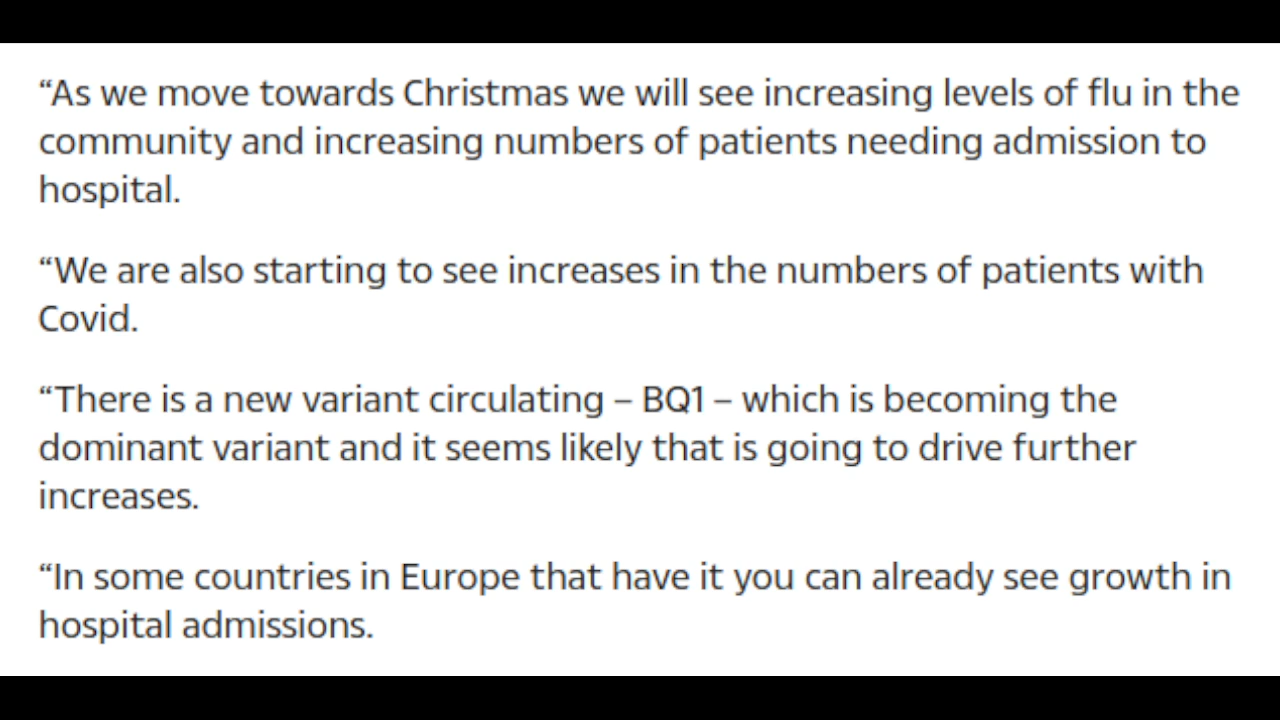 “As we move towards Christmas we will see increasing levels of flu in the
community and increasing numbers of patients needing admission to
hospital.
“We are also starting to see increases in the numbers of patients with
Covid.
“There is a new variant circulating – BQ1 – which is becoming the
dominant variant and it seems likely that is going to drive further
increases.
“In some countries in Europe that have it you can already see growth in
hospital admissions.